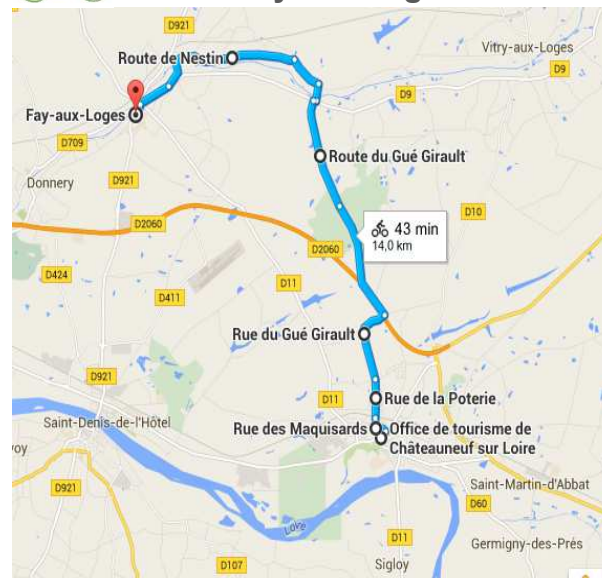 D921
Route de Nestin
Vitry-aux-Loges
D9
D9
Fay-aux-Loges
D709
Route du Gué Girault
Donnery
D921
D2060
43 min
14,0 km
D10
D2060
D424
D411
D11
Rue du Gué Girault
D921
D11
Rue de la Poterie
Saint-Denis-de-l'Hôtel
Rue des Maquisards
Office de tourisme de
Châteauneuf sur Loire
Saint-Martin-d'Abbat
D921
Loire
D60
D11
Germigny-des-Prés
D107
Sigloy